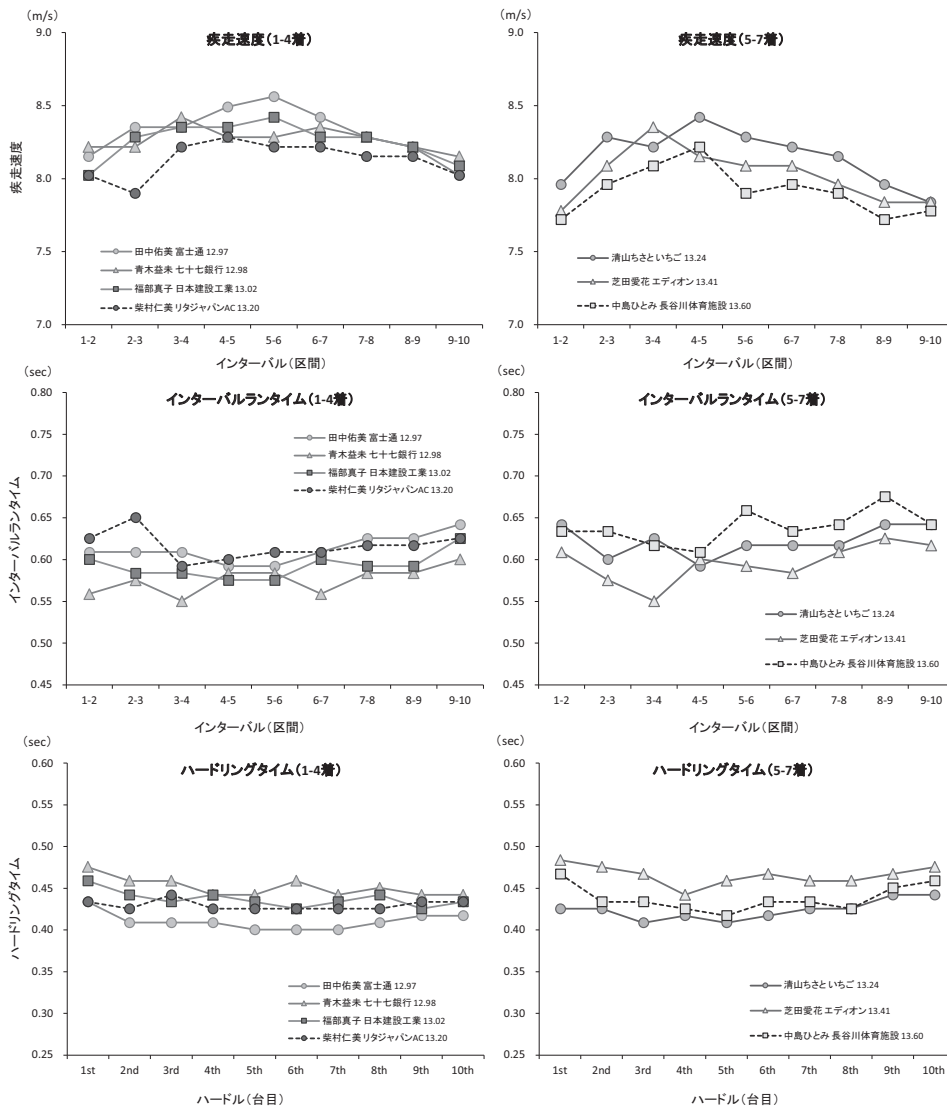 (m/s)
疾走速度(1-4着)
9.0
8.5
8.0
7.5
7.0
疾走速度
田中佑美 富士通 12.97
青木益未 七十七銀行 12.98
福部真子 日本建設工業 13.02
柴村仁美 リタジャパンAC 13.20
1-2 2-3 3-4 4-5 5-6 6-7 7-8 8-9 9-10
インターバル(区間)
(m/s)
疾走速度(5-7着)
9.0
8.5
8.0
7.5
7.0
清山ちさと いちご 13.24
芝田愛花 エディオン 13.41
中島ひとみ 長谷川体育施設 13.60
1-2 2-3 3-4 4-5 5-6 6-7 7-8 8-9 9-10
インターバル(区間)
(sec)
インターバルランタイム(1-4着)
0.80
0.75
0.70
0.65
0.60
0.55
0.50
0.45
インターバルランタイム
田中佑美 富士通 12.97
青木益未 七十七銀行 12.98
福部真子 日本建設工業 13.02
柴村仁美 リタジャパンAC 13.20
1-2 2-3 3-4 4-5 5-6 6-7 7-8 8-9 9-10
インターバル(区間)
(sec)
インターバルランタイム(5-7着)
0.80
0.75
0.70
0.65
0.60
0.55
0.50
0.45
清山ちさと いちご 13.24
芝田愛花 エディオン 13.41
中島ひとみ 長谷川体育施設 13.60
1-2 2-3 3-4 4-5 5-6 6-7 7-8 8-9 9-10
インターバル(区間)
(sec)
ハードリングタイム(1-4着)
0.60
0.55
0.50
0.45
0.40
0.35
0.30
0.25
ハードリングタイム
田中佑美 富士通 12.97
青木益未 七十七銀行 12.98
福部真子 日本建設工業 13.02
柴村仁美 リタジャパンAC 13.20
1st 2nd 3rd 4th 5th 6th 7th 8th 9th 10th
ハードル(台目)
(sec)
ハードリングタイム(5-7着)
0.60
0.55
0.50
0.45
0.40
0.35
0.30
0.25
清山ちさと いちご 13.24
芝田愛花 エディオン 13.41
中島ひとみ 長谷川体育施設 13.60
1st 2nd 3rd 4th 5th 6th 7th 8th 9th 10th
ハードル(台目)